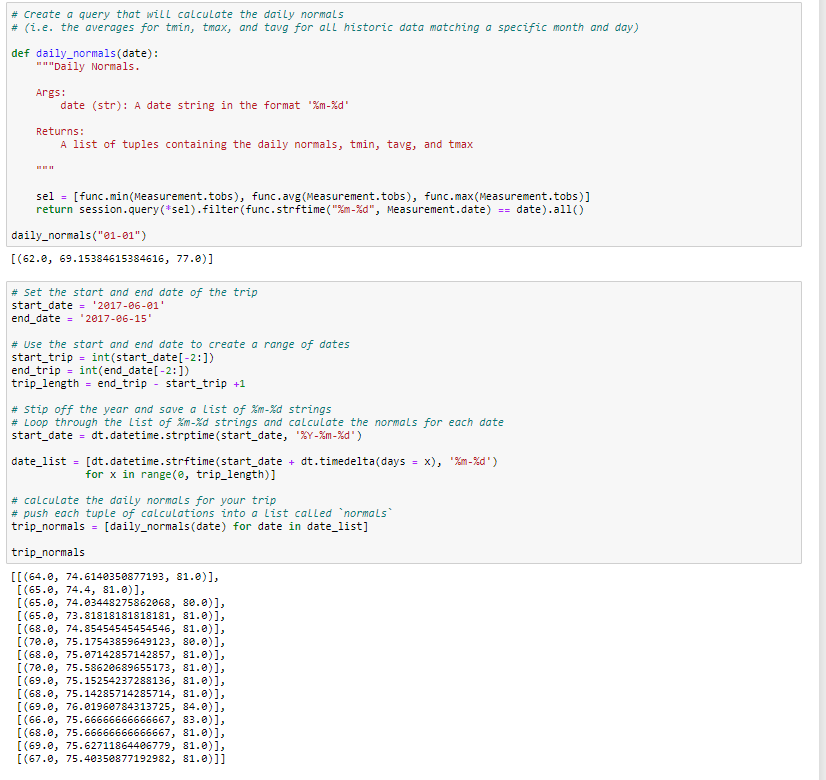 # Create a query that will calculate the daily normals
# (i.e. the averages for tmin, tmax, and tavg for all historic data matching a specific month and day)

def daily_normals(date):
    """Daily Normals.

    Args:
        date (str): A date string in the format '%m-%d'

    Returns:
        A list of tuples containing the daily normals, tmin, tavg, and tmax

    """

    sel = [func.min(Measurement.tobs), func.avg(Measurement.tobs), func.max(Measurement.tobs)]
    return session.query(*sel).filter(func.strftime("%m-%d", Measurement.date) == date).all()

daily_normals("01-01")
[(62.0, 69.15384615384616, 77.0)]
# Set the start and end date of the trip
start_date = '2017-06-01'
end_date = '2017-06-15'

# Use the start and end date to create a range of dates
start_trip = int(start_date[-2:])
end_trip = int(end_date[-2:])
trip_length = end_trip - start_trip +1

# Stip off the year and save a list of %m-%d strings
# Loop through the list of %m-%d strings and calculate the normals for each date
start_date = dt.datetime.strptime(start_date, '%Y-%m-%d')

date_list = [dt.datetime.strftime(start_date + dt.timedelta(days = x), '%m-%d')
            for x in range(0, trip_length)]

# calculate the daily normals for your trip
# push each tuple of calculations into a list called `normals`
trip_normals = [daily_normals(date) for date in date_list]

trip_normals
[[(64.0, 74.6140350877193, 81.0)],
 [(65.0, 74.4, 81.0)],
 [(65.0, 74.03448275862068, 80.0)],
 [(65.0, 73.81818181818181, 81.0)],
 [(68.0, 74.85454545454546, 81.0)],
 [(70.0, 75.17543859649123, 80.0)],
 [(68.0, 75.07142857142857, 81.0)],
 [(70.0, 75.58620689655173, 81.0)],
 [(69.0, 75.15254237288136, 81.0)],
 [(68.0, 75.14285714285714, 81.0)],
 [(69.0, 76.01960784313725, 84.0)],
 [(66.0, 75.66666666666667, 83.0)],
 [(68.0, 75.66666666666667, 81.0)],
 [(69.0, 75.62711864406779, 81.0)],
 [(67.0, 75.40350877192982, 81.0)]]